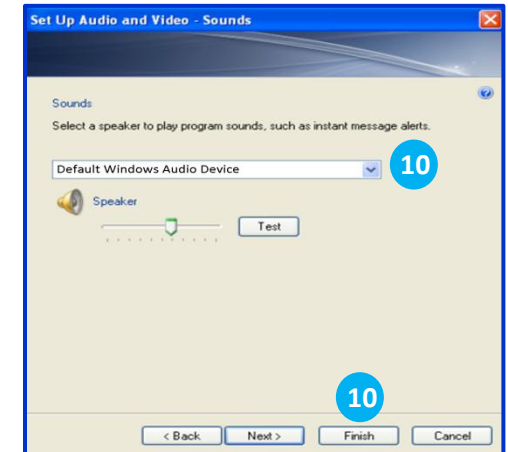 Set Up Audio and Video - Sounds
Sounds
Select a speaker to play program sounds, such as instant message alerts.
Default Windows Audio Device
10
Speaker
Test
10
< Back Next > Finish Cancel